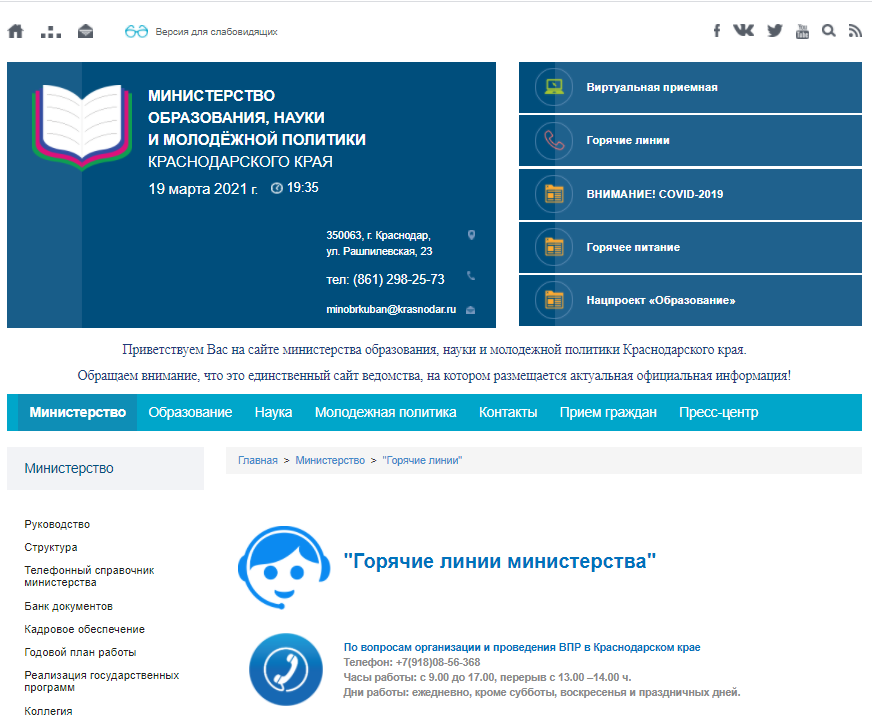 Версия для слабовидящих
МИНИСТЕРСТВО
ОБРАЗОВАНИЯ, НАУКИ
И МОЛОДЁЖНОЙ ПОЛИТИКИ
КРАСНОДАРСКОГО КРАЯ
19 марта 2021 г. 19:35
350063, г. Краснодар,
ул. Рашпилевская, 23
тел: (861) 298-25-73
minobrkuban@krasnodar.ru
Виртуальная приемная
Горячие линии
ВНИМАНИЕ! COVID-2019
Горячее питание
Нацпроект «Образование»
Приветствуем Вас на сайте министерства образования, науки и молодежной политики Краснодарского края.
Обращаем внимание, что это единственный сайт ведомства, на котором размещается актуальная официальная информация!
Министерство Образование Наука Молодежная политика Контакты Прием граждан Пресс-центр
Министерство
Руководство
Структура
Телефонный справочник
министерства
Банк документов
Кадровое обеспечение
Годовой план работы
Реализация государственных
программ
Коллегия
Главная > Министерство > "Горячие линии"
"Горячие линии министерства"
По вопросам организации и проведения ВПР в Краснодарском крае
Телефон: +7(918)08-56-368
Часы работы: с 9.00 до 17.00, перерыв с 13.00 –14.00 ч.
Дни работы: ежедневно, кроме субботы, воскресенья и праздничных дней.